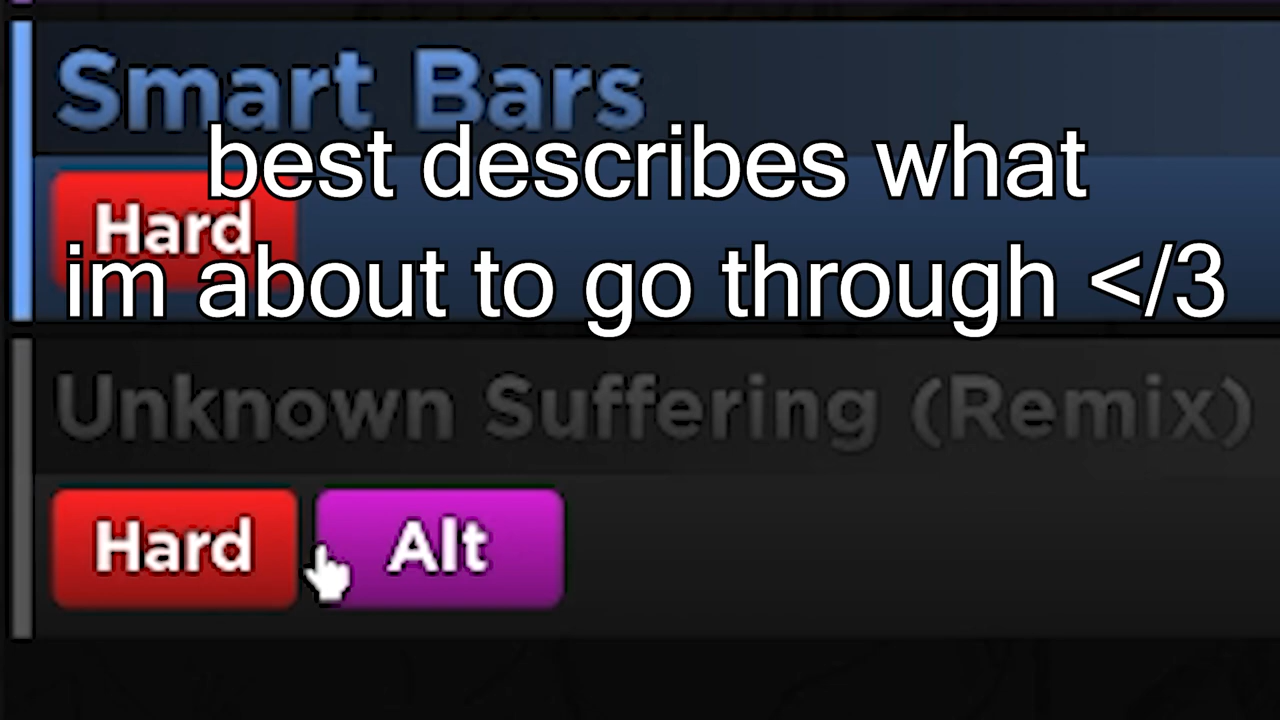 Smart Bars
best describes what
Hard
im about to go through </3
Unknown Suffering (Remix)
Hard Alt